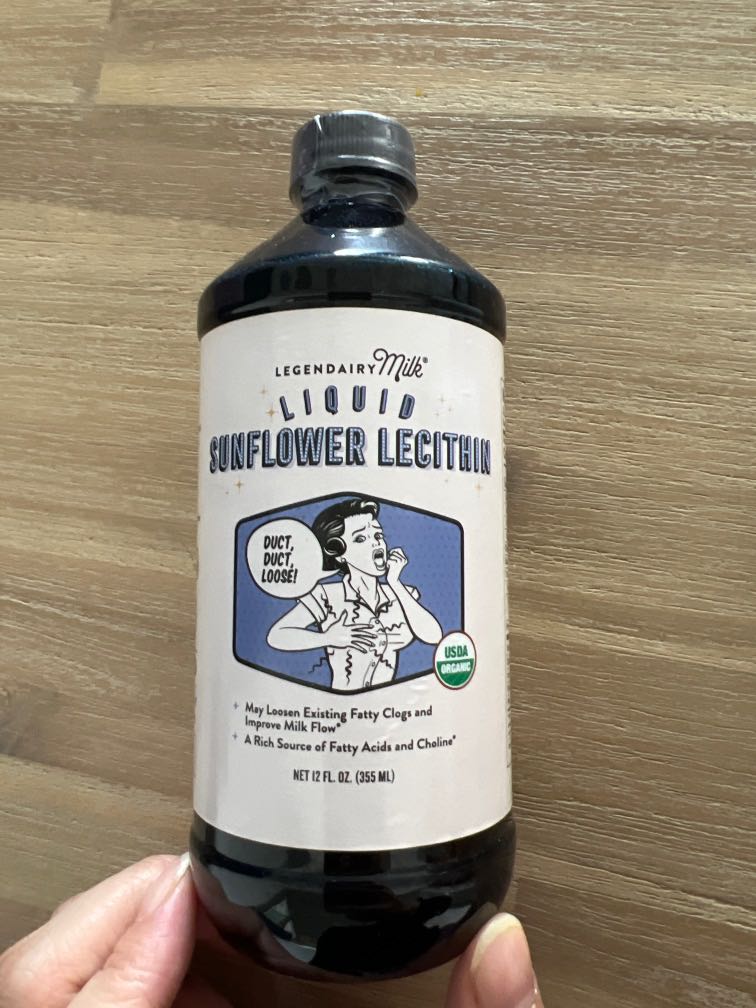 LEGENDAIRY Milk®
LIQUID
SUNFLOWER LECITHIN
DUCT,
DUCT,
LOOSE!
USDA
ORGANIC
+ May Loosen Existing Fatty Clogs and
Improve Milk Flow*
+ A Rich Source of Fatty Acids and Choline*
NET 12 FL. OZ. (355 ML)